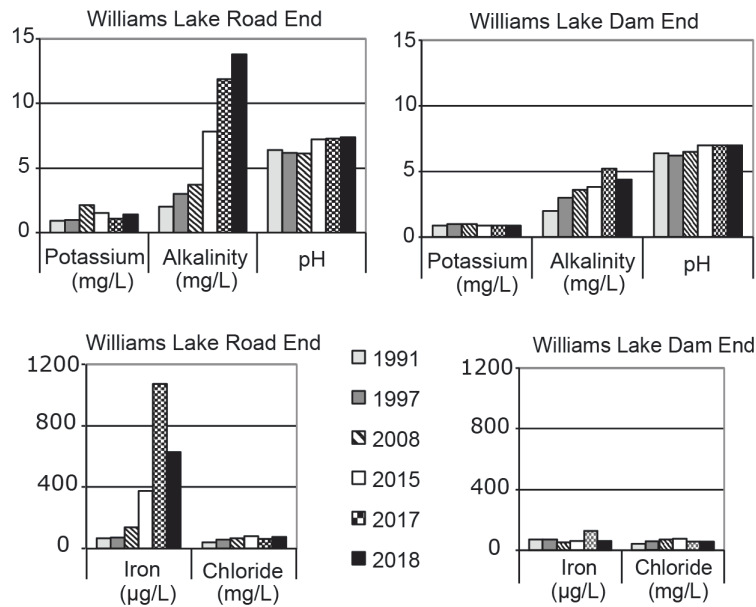 Williams Lake Road End
15
10
5
0
Potassium
(mg/L)
Alkalinity
(mg/L)
pH
Williams Lake Dam End
15
10
5
0
Potassium
(mg/L)
Alkalinity
(mg/L)
pH
Williams Lake Road End
1200
800
400
0
Iron
(µg/L)
Chloride
(mg/L)
1991
1997
2008
2015
2017
2018
Williams Lake Dam End
1200
800
400
0
Iron
(µg/L)
Chloride
(mg/L)